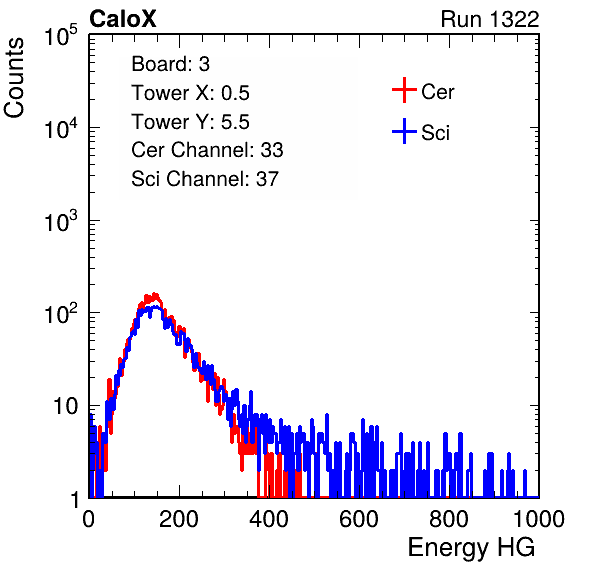 CaloX Run 1322
Counts
10^5
10^4
10^3
10^2
10
1
Board: 3
Tower X: 0.5
Tower Y: 5.5
Cer Channel: 33
Sci Channel: 37
Cer
Sci
0 200 400 600 800 1000
Energy HG